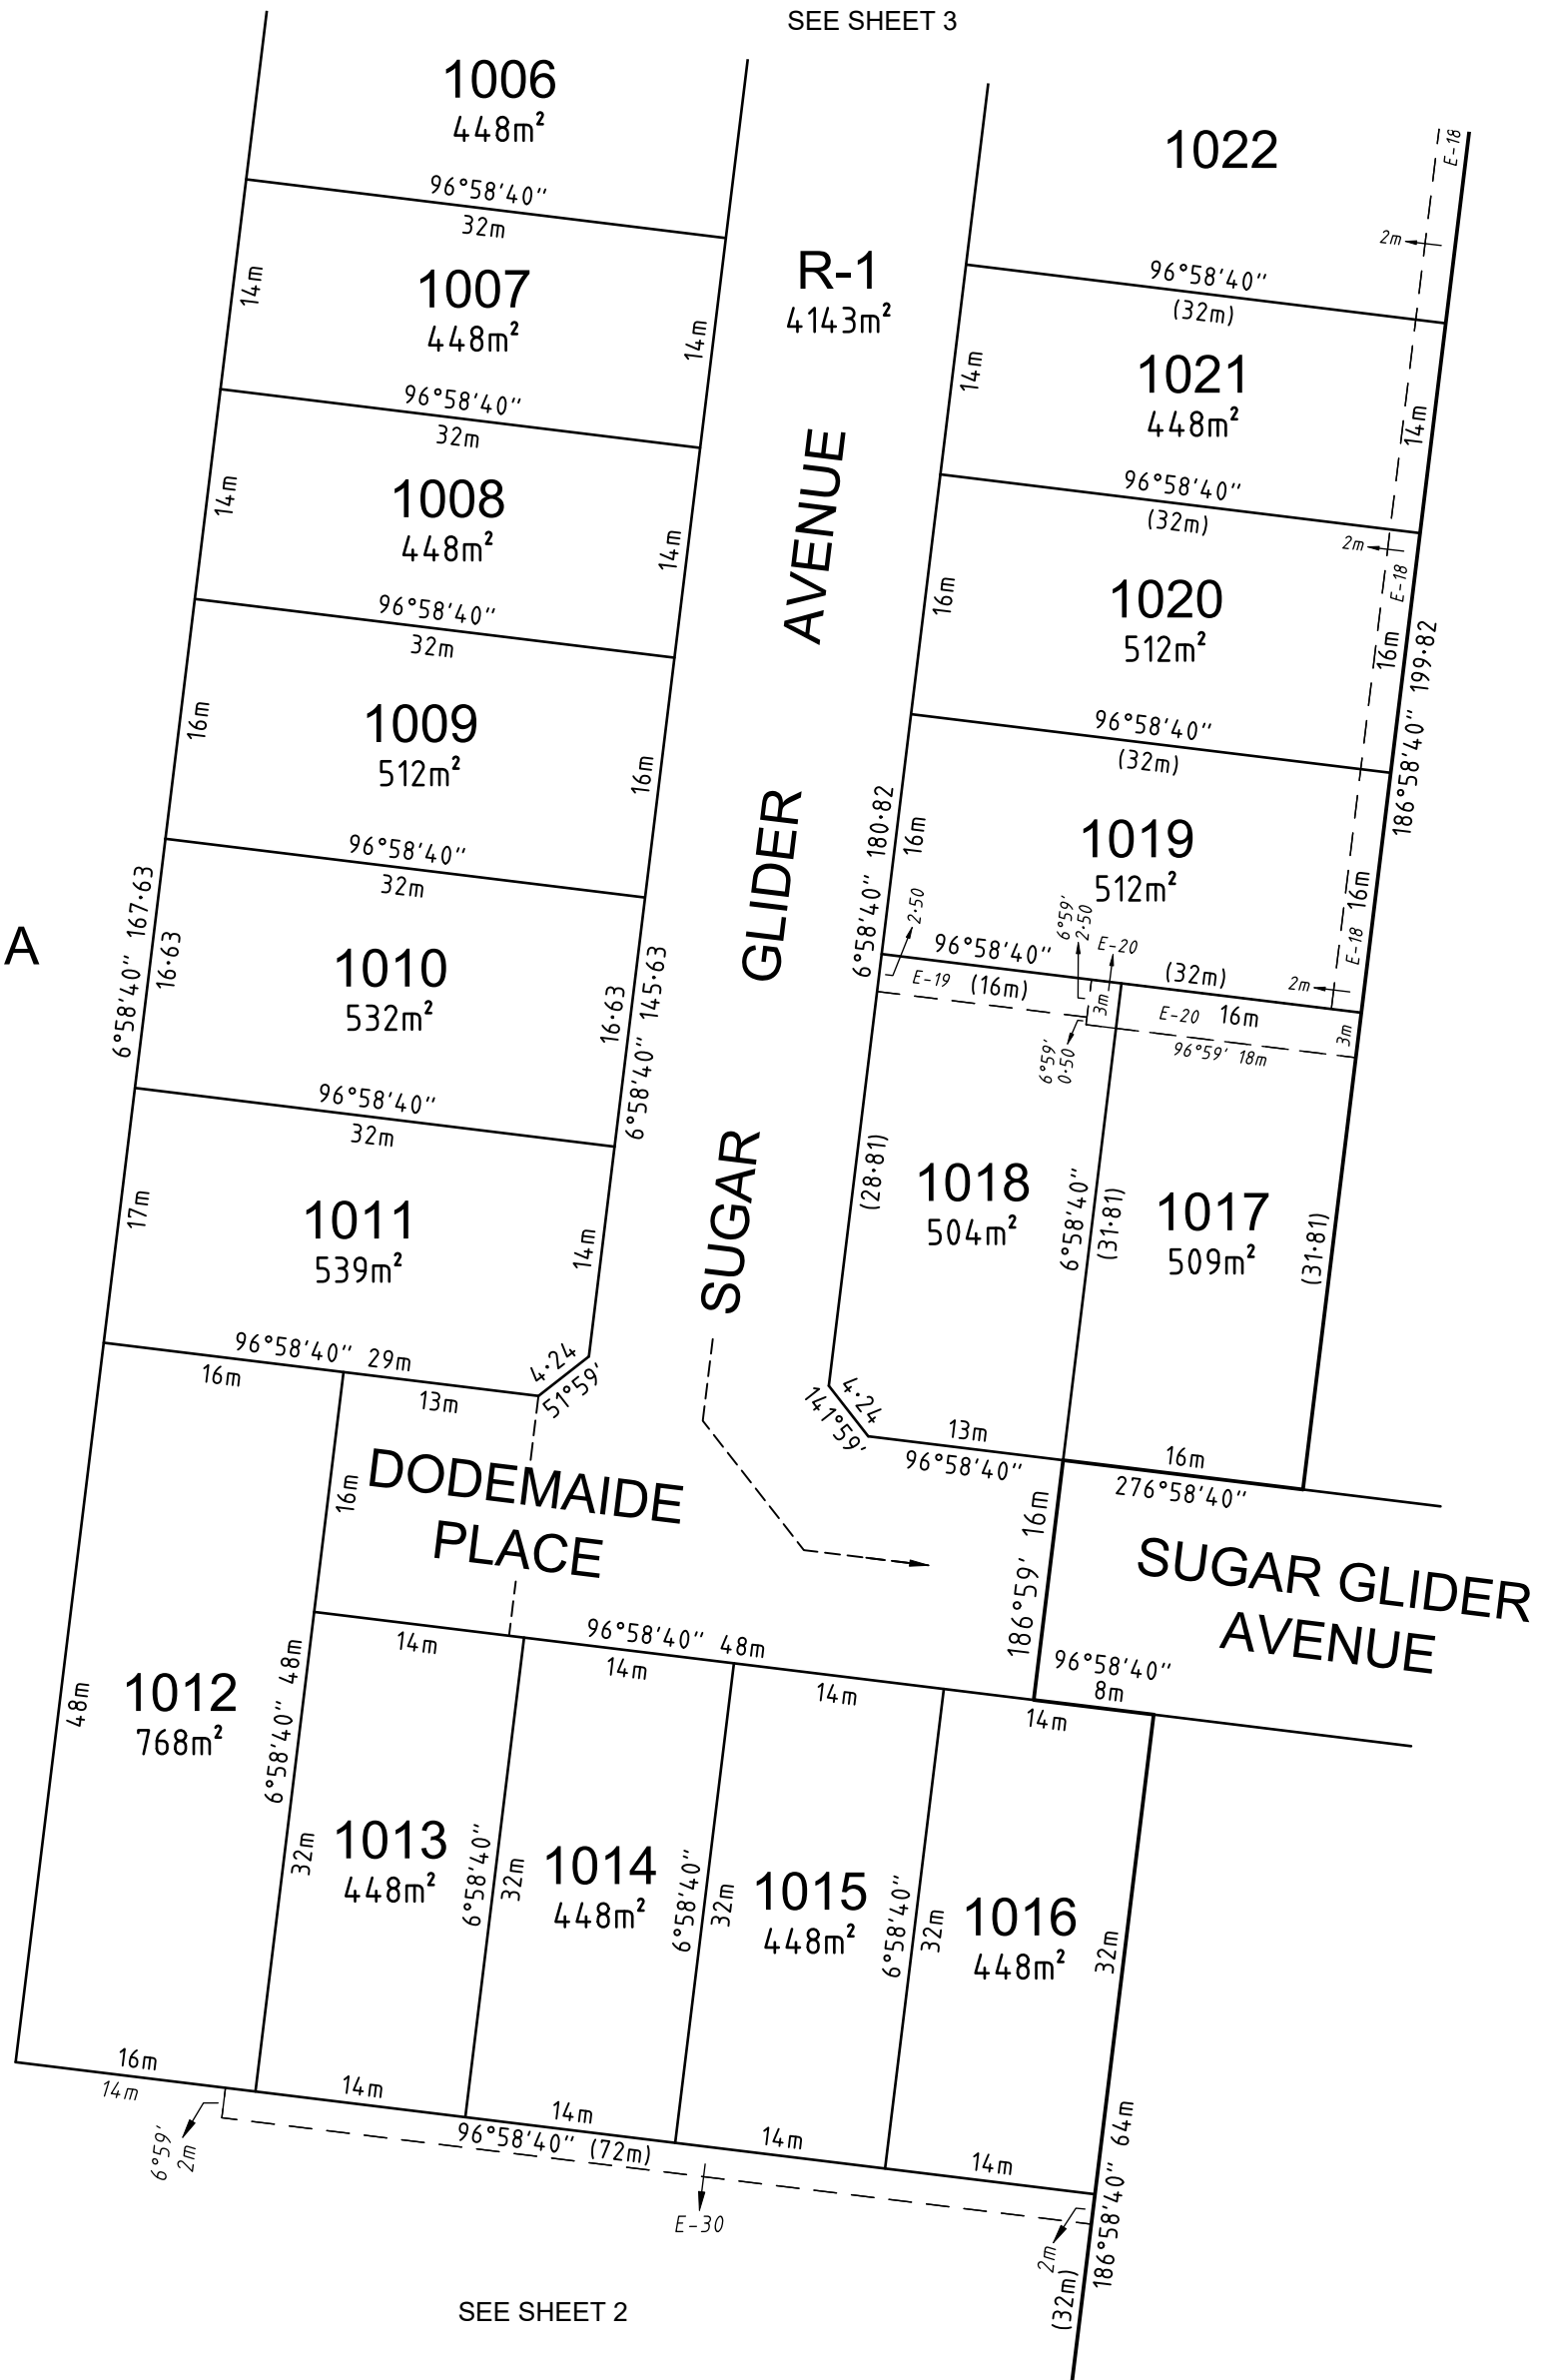 SEE SHEET 3
1006
448m²
96°58'40"
32m
14m
1007
448m²
14m
96°58'40"
32m
14m
1008
448m²
14m
96°58'40"
32m
16m
1009
512m²
16m
96°58'40"
32m
A
6°58'40" 167·63
16·63
1010
532m²
16·63
6°58'40" 145·63
96°58'40"
32m
17m
1011
539m²
14m
96°58'40" 29m
16m
13m
4·24
51°59'
R-1
4143m²
SUGAR GLIDER AVENUE
1022
E-18
2m
96°58'40"
(32m)
14m
1021
448m²
14m
96°58'40"
(32m)
2m
E-18
16m
1020
512m²
16m
186°58'40" 199·82
96°58'40"
(32m)
6°58'40" 180·82
16m
1019
512m²
16m
E-18
2·50
6°59'
2·50
E-20
96°58'40"
(32m)
2m
E-19
(16m)
3m
E-20
16m
3m
96°59' 18m
6°59'
0·50
(28·81)
1018
504m²
6°58'40"
(31·81)
1017
509m²
(31·81)
4·24
141°59'
13m
96°58'40"
16m
276°58'40"
DODEMAIDE
PLACE
16m
186°59' 16m
SUGAR GLIDER
AVENUE
96°58'40"
8m
96°58'40" 48m
14m
14m
14m
14m
48m
1012
768m²
6°58'40" 48m
32m
1013
448m²
6°58'40"
32m
1014
448m²
6°58'40"
32m
1015
448m²
6°58'40"
32m
1016
448m²
32m
16m
14m
14m
14m
14m
14m
6°59'
2m
96°58'40" (72m)
E-30
2m
(32m)
186°58'40" 64m
SEE SHEET 2